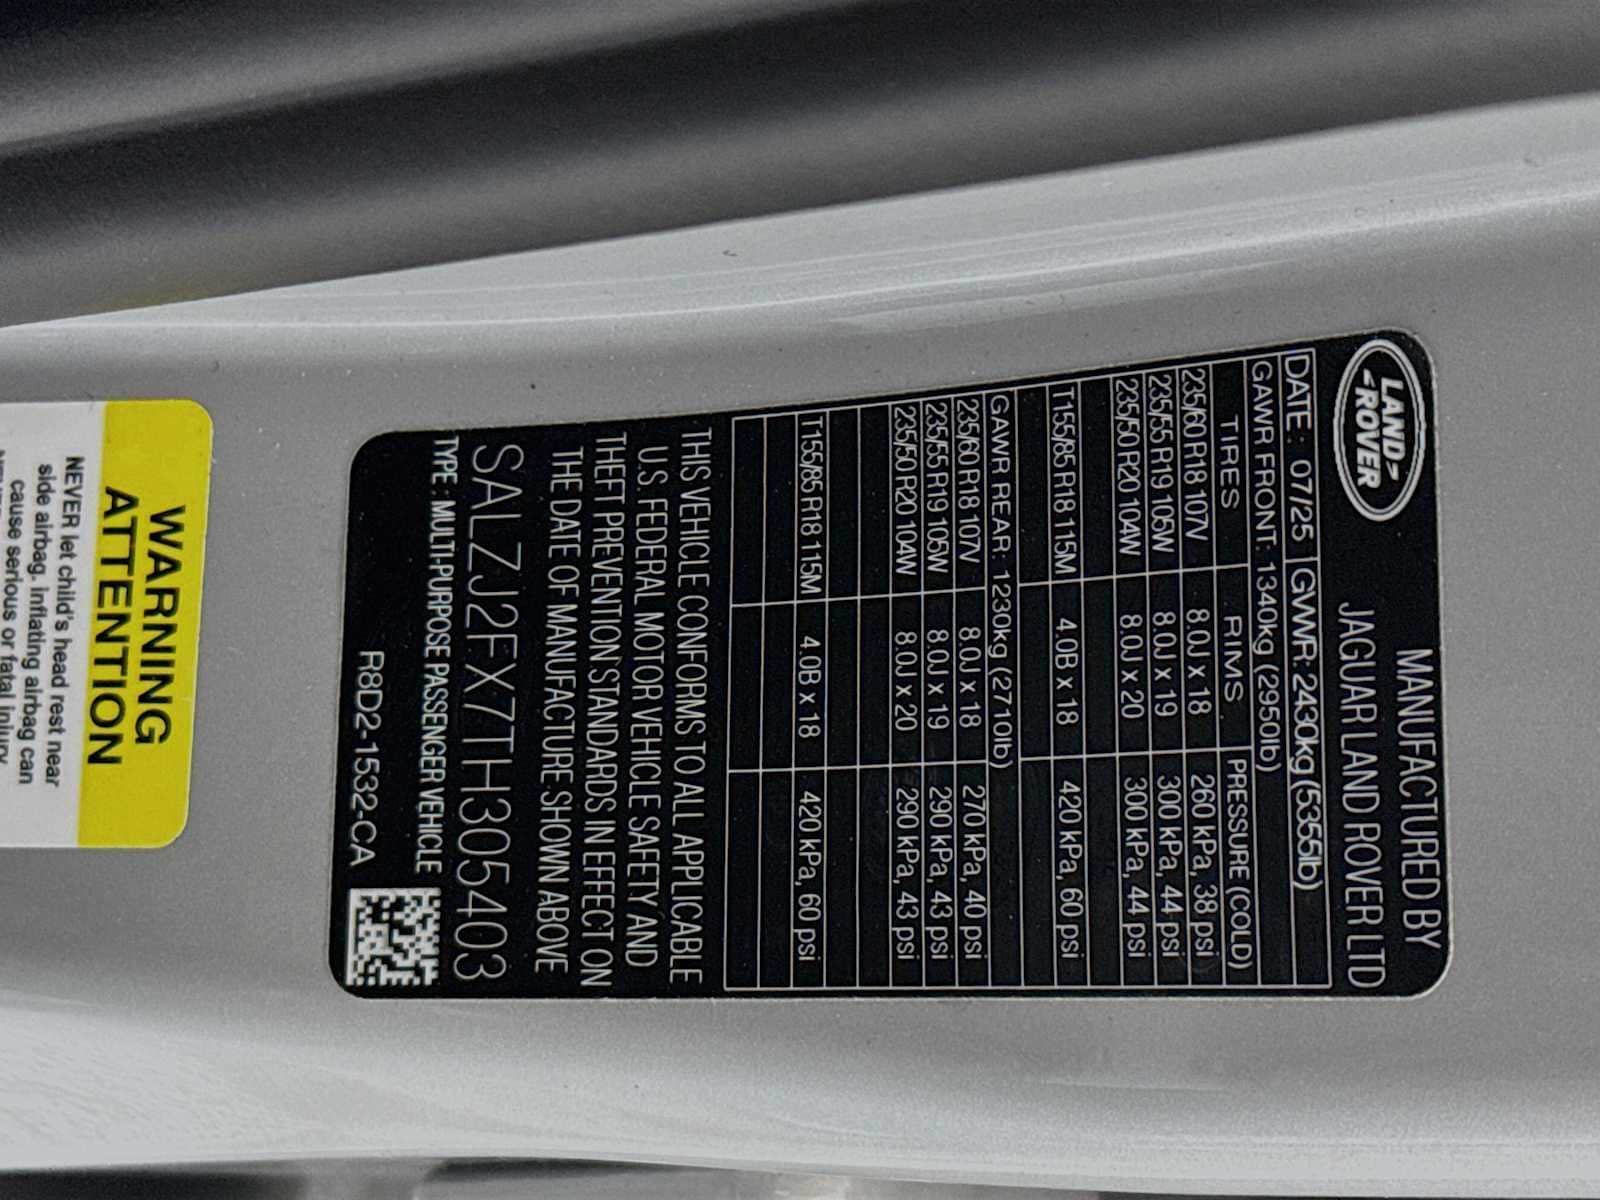 LAND
ROVER
MANUFACTURED BY
JAGUAR LAND ROVER LTD
DATE : 07/25 GWWR: 2430kg (5355lb)
GAWR FRONT: 1340kg (2950lb)
TIRES RIMS PRESSURE (COLD)
235/60 R18 107V 8.0J x 18 260 kPa, 38 psi
235/55 R19 105W 8.0J x 19 300 kPa, 44 psi
235/50 R20 104W 8.0J x 20 300 kPa, 44 psi
T155/85 R18 115M 4.0B x 18 420 kPa, 60 psi
GAWR REAR: 1230kg (2710lb)
235/60 R18 107V 8.0J x 18 270 kPa, 40 psi
235/55 R19 105W 8.0J x 19 290 kPa, 43 psi
235/50 R20 104W 8.0J x 20 290 kPa, 43 psi
T155/85 R18 115M 4.0B x 18 420 kPa, 60 psi
THIS VEHICLE CONFORMS TO ALL APPLICABLE
U.S. FEDERAL MOTOR VEHICLE SAFETY AND
THEFT PREVENTION STANDARDS IN EFFECT ON
THE DATE OF MANUFACTURE SHOWN ABOVE
SALZJ2FX7TH305403
TYPE : MULTI-PURPOSE PASSENGER VEHICLE
R8D2-1532-CA
WARNING
ATTENTION
NEVER let child's head rest near
side airbag. Inflating airbag can
cause serious or fatal injury.